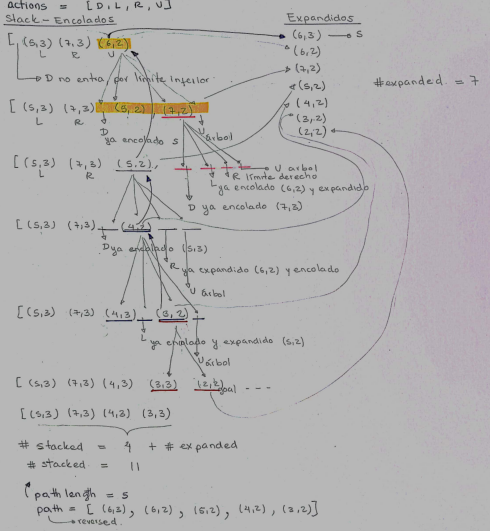 actions = [D, L, R, U]
Stack - Encolados
Expandidos
[ (5,3) (7,3) (6,2)
L R U
(6,3) → S
(6,2)
(7,2)
(5,2)
(4,2)
(3,2)
(2,2)
#expanded = 7
D no entra, por límite inferior
[ (5,3) (7,3) (5,2) (7,2)
L R
D ya encolado S
U árbol
U árbol
R límite derecho
L ya encolado (6,2) y expandido
D ya encolado (7,3)
[ (5,3) (7,3) (5,2),
L R
[ (5,3) (7,3) (4,2)
D ya encolado (5,3)
R ya expandido (6,2) y encolado
U árbol
[ (5,3) (7,3) (4,3) (3,2)
L ya encolado y expandido (5,2)
U árbol
[ (5,3) (7,3) (4,3) (3,3) (2,2) goal ---
[ (5,3) (7,3) (4,3) (3,3)
# stacked = 4 + # expanded
# stacked = 11
path length = 5
path = [ (6,3), (6,2), (5,2), (4,2), (3,2)]
reversed.